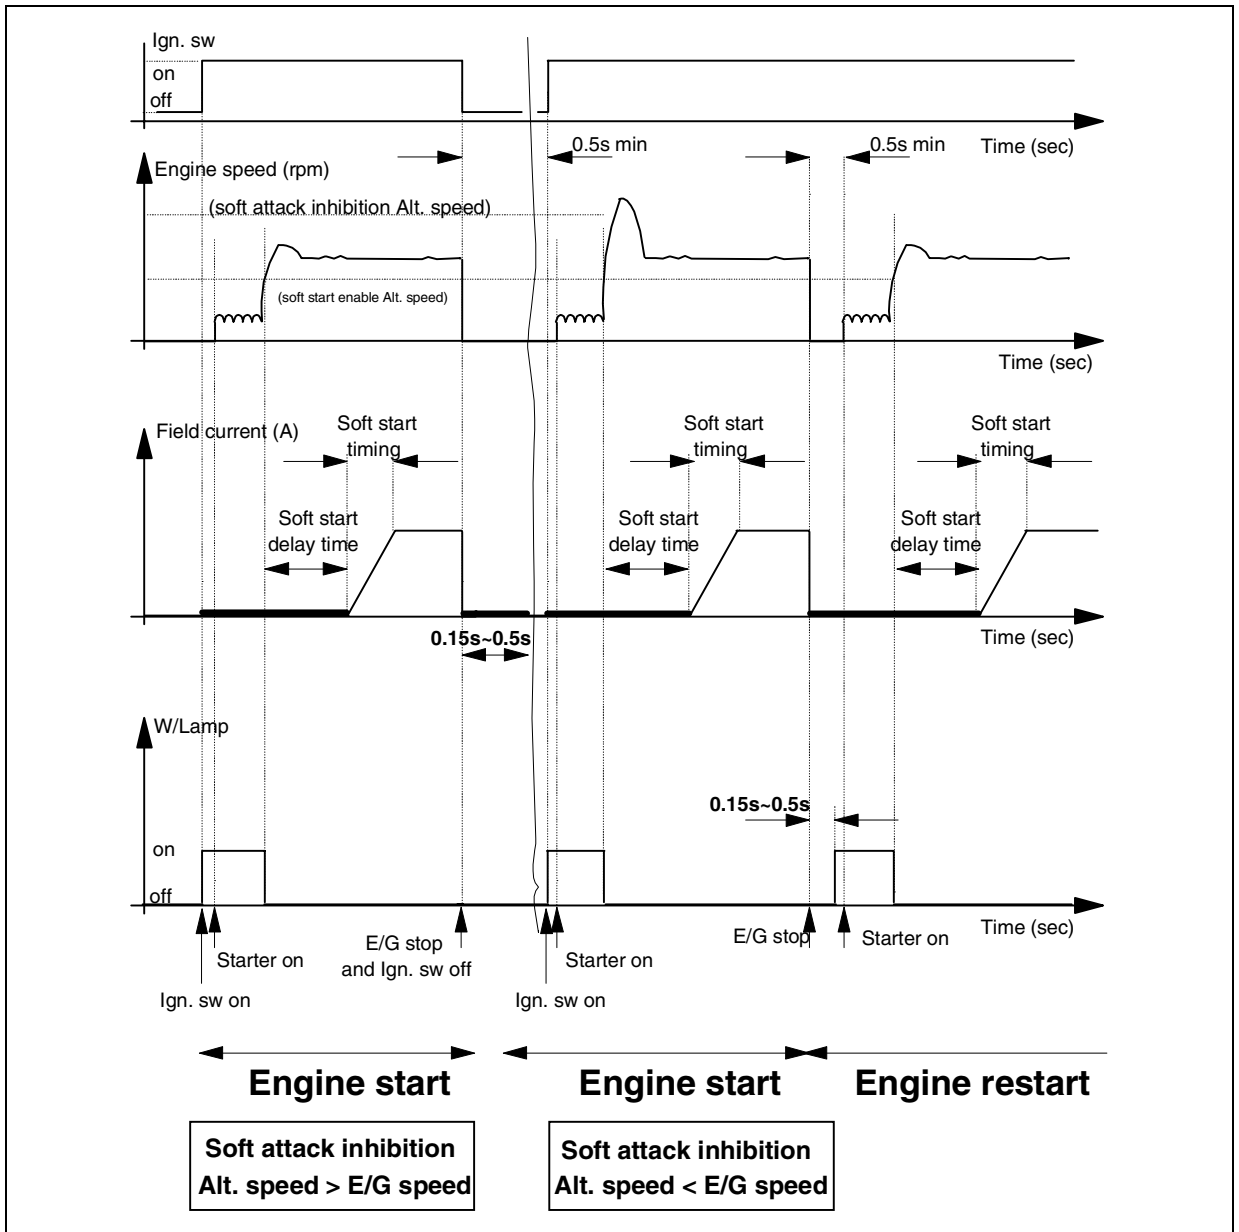 Ign. sw
on
off
Time (sec)
0.5s min
0.5s min
Engine speed (rpm)
(soft attack inhibition Alt. speed)
(soft start enable Alt. speed)
Time (sec)
Field current (A)
Soft start
timing
Soft start
timing
Soft start
timing
Soft start
delay time
Soft start
delay time
Soft start
delay time
Time (sec)
0.15s~0.5s
W/Lamp
0.15s~0.5s
on
off
Time (sec)
Starter on
E/G stop
and Ign. sw off
Starter on
E/G stop
Starter on
Ign. sw on
Ign. sw on
Engine start
Engine start
Engine restart
Soft attack inhibition
Alt. speed > E/G speed
Soft attack inhibition
Alt. speed < E/G speed